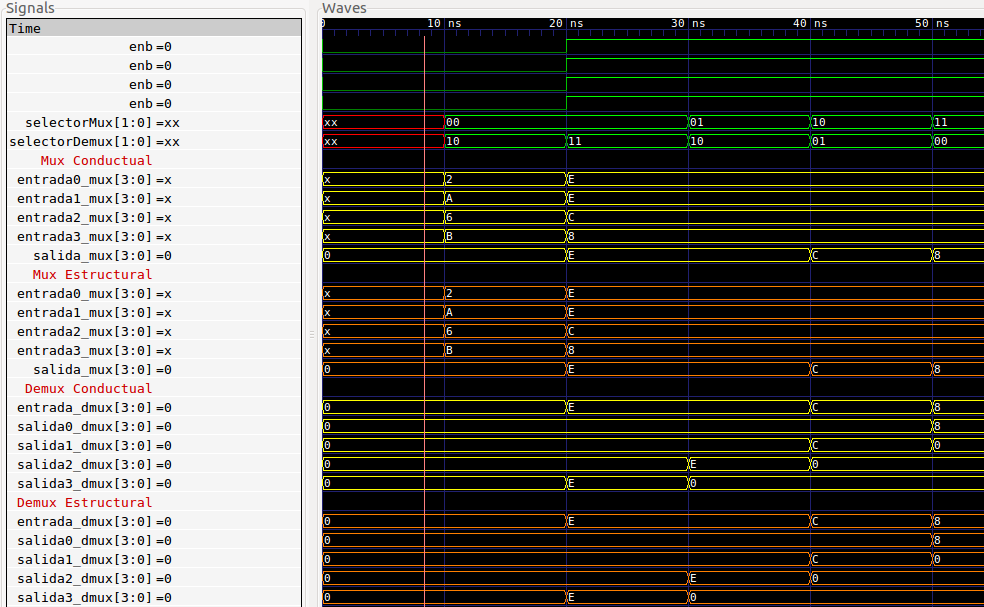 Signals Waves
Time 0 10 ns 20 ns 30 ns 40 ns 50 ns
enb=0
enb=0
enb=0
enb=0
selectorMux[1:0]=xx xx 00 01 10 11
selectorDemux[1:0]=xx xx 10 11 10 01 00
Mux Conductual
entrada0_mux[3:0]=x x 2 E
entrada1_mux[3:0]=x x A E
entrada2_mux[3:0]=x x 6 C
entrada3_mux[3:0]=x x B 8
salida_mux[3:0]=0 0 E C 8
Mux Estructural
entrada0_mux[3:0]=x x 2 E
entrada1_mux[3:0]=x x A E
entrada2_mux[3:0]=x x 6 C
entrada3_mux[3:0]=x x B 8
salida_mux[3:0]=0 0 E C 8
Demux Conductual
entrada_dmux[3:0]=0 0 E C 8
salida0_dmux[3:0]=0 0 8
salida1_dmux[3:0]=0 0 C 0
salida2_dmux[3:0]=0 0 E 0
salida3_dmux[3:0]=0 0 E 0
Demux Estructural
entrada_dmux[3:0]=0 0 E C 8
salida0_dmux[3:0]=0 0 8
salida1_dmux[3:0]=0 0 C 0
salida2_dmux[3:0]=0 0 E 0
salida3_dmux[3:0]=0 0 E 0